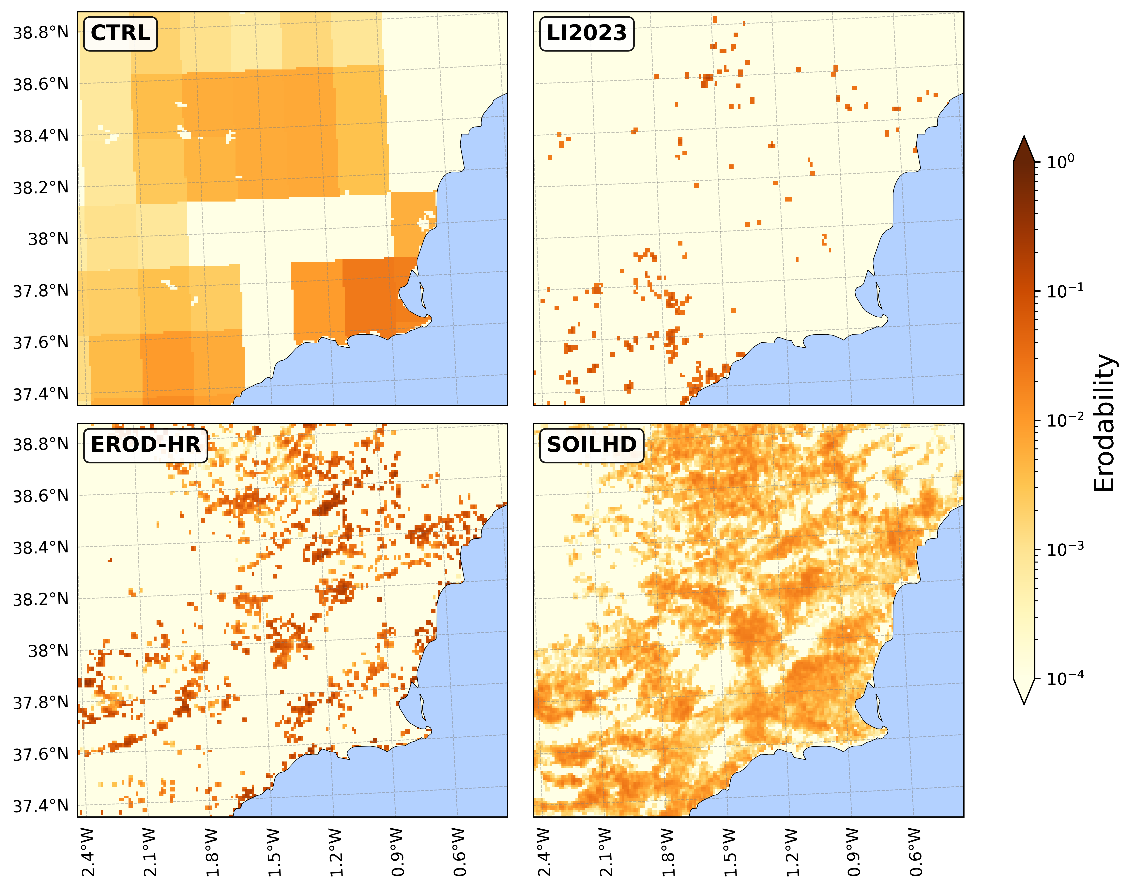 CTRL
LI2023
38.8°N
38.6°N
38.4°N
38.2°N
38°N
37.8°N
37.6°N
37.4°N
EROD-HR
SOILHD
38.8°N
38.6°N
38.4°N
38.2°N
38°N
37.8°N
37.6°N
37.4°N
2.4°W
2.1°W
1.8°W
1.5°W
1.2°W
0.9°W
0.6°W
2.4°W
2.1°W
1.8°W
1.5°W
1.2°W
0.9°W
0.6°W
10⁰
10⁻¹
10⁻²
10⁻³
10⁻⁴
Erodability